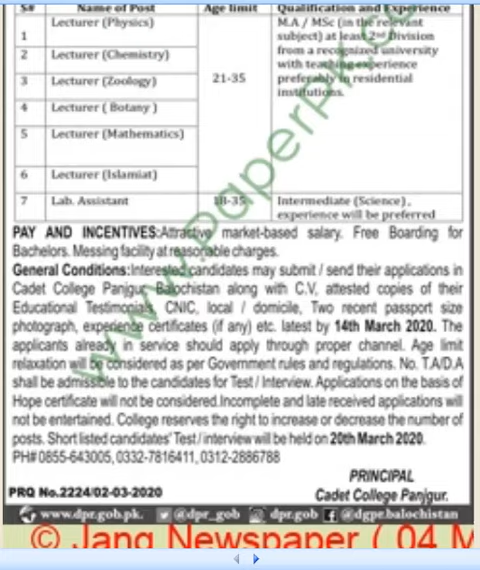 S# Name of Post Age limit Qualification and Experience
1 Lecturer (Physics) 21-35 M.A / MSc (in the relevant
subject) at least 2nd Division
from a recognized university
with teaching experience
preferably in residential
institutions.
2 Lecturer (Chemistry)
3 Lecturer (Zoology)
4 Lecturer ( Botany )
5 Lecturer (Mathematics)
6 Lecturer (Islamiat)
7 Lab. Assistant 18-35 Intermediate (Science) ,
experience will be preferred
PAY AND INCENTIVES:Attractive market-based salary. Free Boarding for
Bachelors. Messing facility at reasonable charges.
General Conditions:Interested candidates may submit / send their applications in
Cadet College Panjgur, Balochistan along with C.V, attested copies of their
Educational Testimonials, CNIC, local / domicile, Two recent passport size
photograph, experience certificates (if any) etc. latest by 14th March 2020. The
applicants already in service should apply through proper channel. Age limit
relaxation will be considered as per Government rules and regulations. No. T.A/D.A
shall be admissible to the candidates for Test / Interview. Applications on the basis of
Hope certificate will not be considered.Incomplete and late received applications will
not be entertained. College reserves the right to increase or decrease the number of
posts. Short listed candidates' Test / interview will be held on 20th March 2020.
PH# 0855-643005, 0332-7816411, 0312-2886788
PRINCIPAL
PRQ No.2224/02-03-2020 Cadet College Panjgur.
www.dpr.gob.pk. @dpr_gob dpr.gob @dgpr.balochistan
© Jang Newspaper ( 04 M
www.PaperPk.co